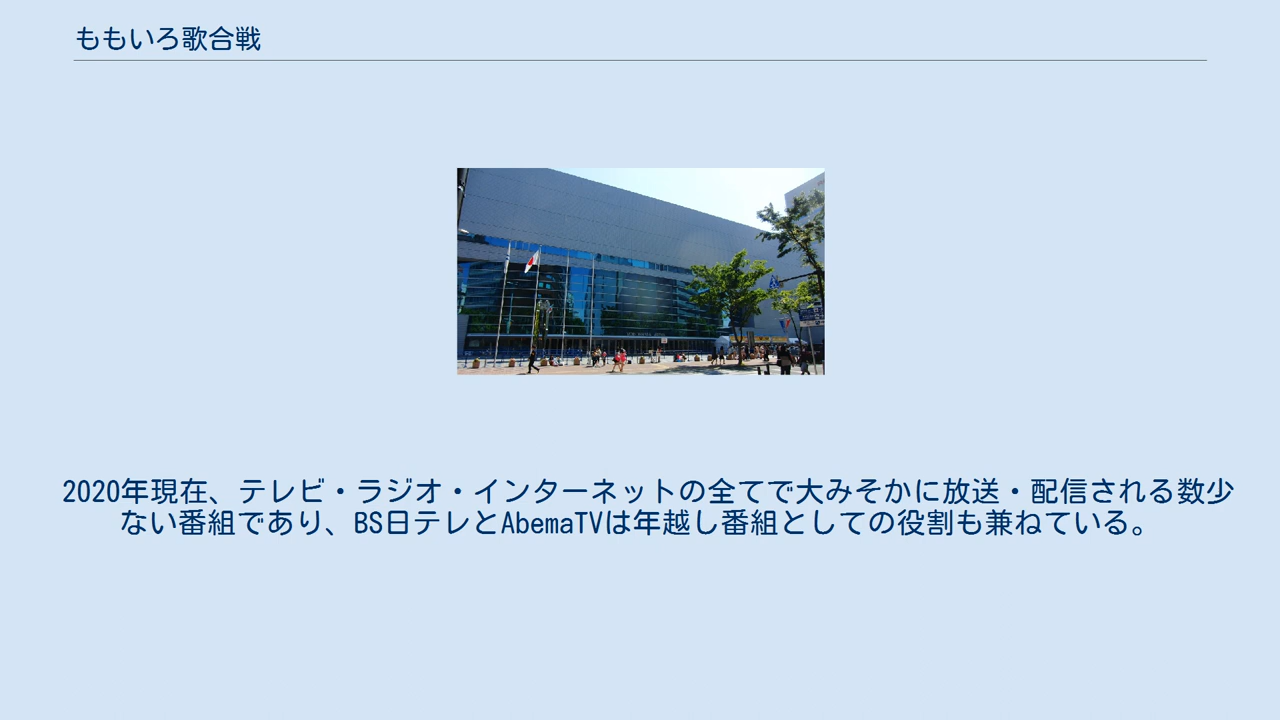 ももいろ歌合戦
2020年現在、テレビ・ラジオ・インターネットの全てで大みそかに放送・配信される数少
ない番組であり、BS日テレとAbemaTVは年越し番組としての役割も兼ねている。